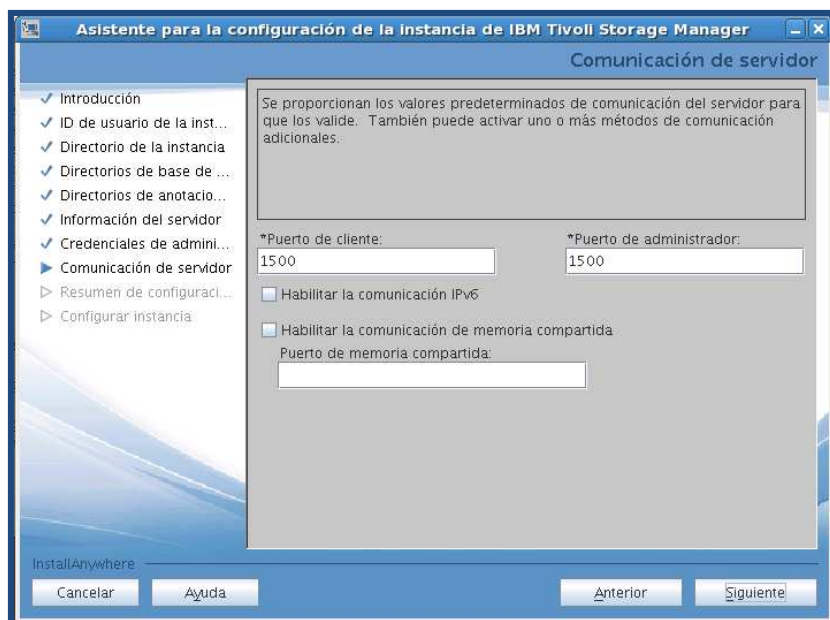 Asistente para la configuración de la instancia de IBM Tivoli Storage Manager
Comunicación de servidor
Introducción
ID de usuario de la inst...
Directorio de la instancia
Directorios de base de ...
Directorios de anotacio...
Información del servidor
Credenciales de admini...
Comunicación de servidor
Resumen de configuraci...
Configurar instancia
Se proporcionan los valores predeterminados de comunicación del servidor para
que los valide. También puede activar uno o más métodos de comunicación
adicionales.
*Puerto de cliente:
1500
*Puerto de administrador:
1500
Habilitar la comunicación IPv6
Habilitar la comunicación de memoria compartida
Puerto de memoria compartida:
InstallAnywhere
Cancelar
Ayuda
Anterior
Siguiente